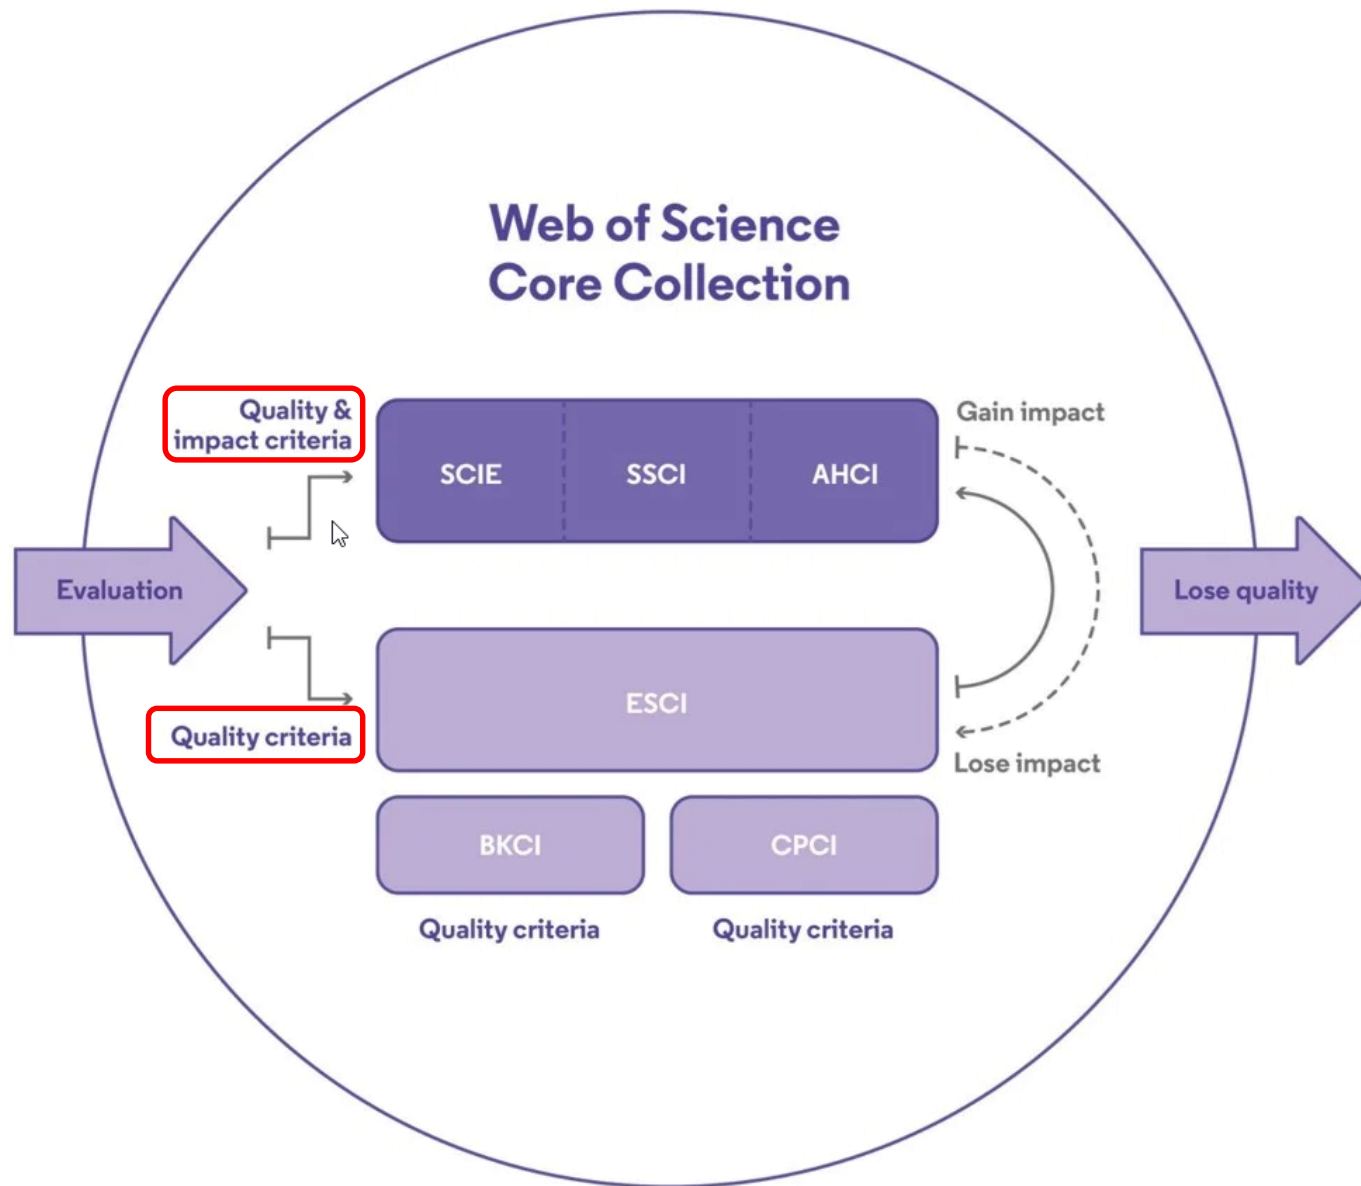 Web of Science
Core Collection
Quality &
impact criteria
SCIE
SSCI
AHCI
Gain impact
Evaluation
Lose quality
Quality criteria
ESCI
Lose impact
BKCI
CPCI
Quality criteria
Quality criteria